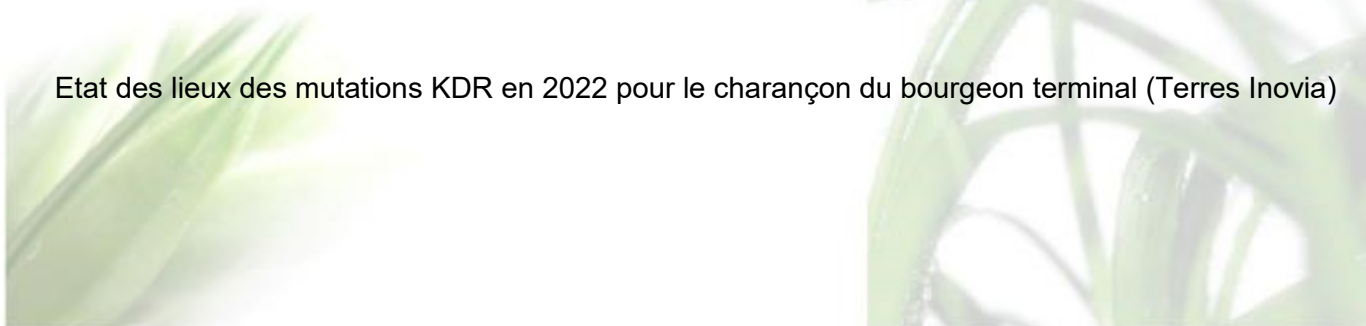 Etat des lieux des mutations KDR en 2022 pour le charançon du bourgeon terminal (Terres Inovia)